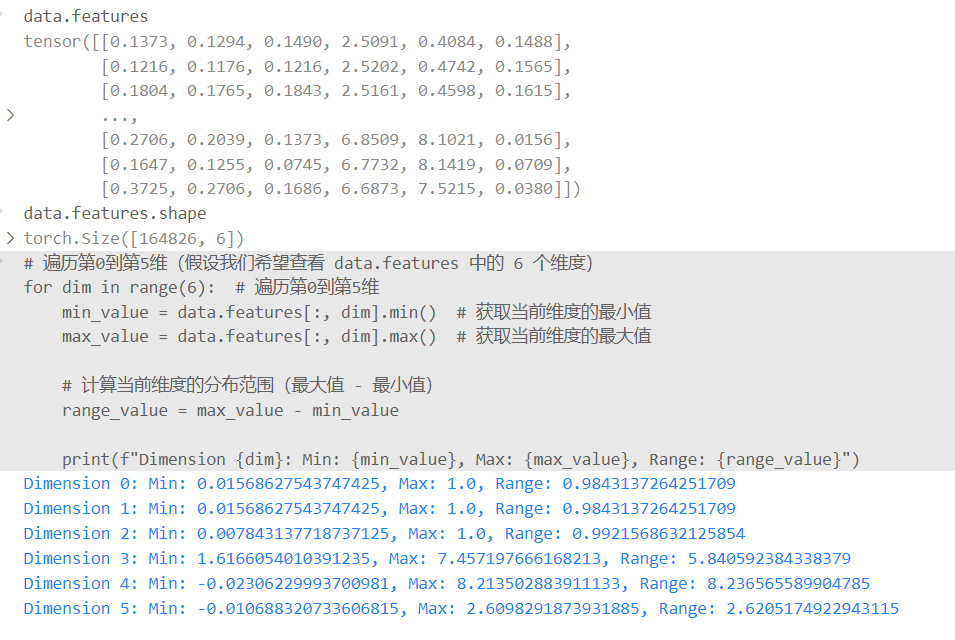 data.features
tensor([[0.1373, 0.1294, 0.1490, 2.5091, 0.4084, 0.1488],
        [0.1216, 0.1176, 0.1216, 2.5202, 0.4742, 0.1565],
        [0.1804, 0.1765, 0.1843, 2.5161, 0.4598, 0.1615],
        ...,
        [0.2706, 0.2039, 0.1373, 6.8509, 8.1021, 0.0156],
        [0.1647, 0.1255, 0.0745, 6.7732, 8.1419, 0.0709],
        [0.3725, 0.2706, 0.1686, 6.6873, 7.5215, 0.0380]])
data.features.shape
torch.Size([164826, 6])
# 遍历第0到第5维（假设我们希望查看 data.features 中的 6 个维度）
for dim in range(6):  # 遍历第0到第5维
    min_value = data.features[:, dim].min()  # 获取当前维度的最小值
    max_value = data.features[:, dim].max()  # 获取当前维度的最大值
    # 计算当前维度的分布范围（最大值 - 最小值）
    range_value = max_value - min_value
    print(f"Dimension {dim}: Min: {min_value}, Max: {max_value}, Range: {range_value}")
Dimension 0: Min: 0.01568627543747425, Max: 1.0, Range: 0.9843137264251709
Dimension 1: Min: 0.01568627543747425, Max: 1.0, Range: 0.9843137264251709
Dimension 2: Min: 0.007843137718737125, Max: 1.0, Range: 0.9921568632125854
Dimension 3: Min: 1.6166054010391235, Max: 7.457197666168213, Range: 5.840592384338379
Dimension 4: Min: -0.02306229993700981, Max: 8.213502883911133, Range: 8.236565589904785
Dimension 5: Min: -0.010688320733606815, Max: 2.6098291873931885, Range: 2.6205174922943115